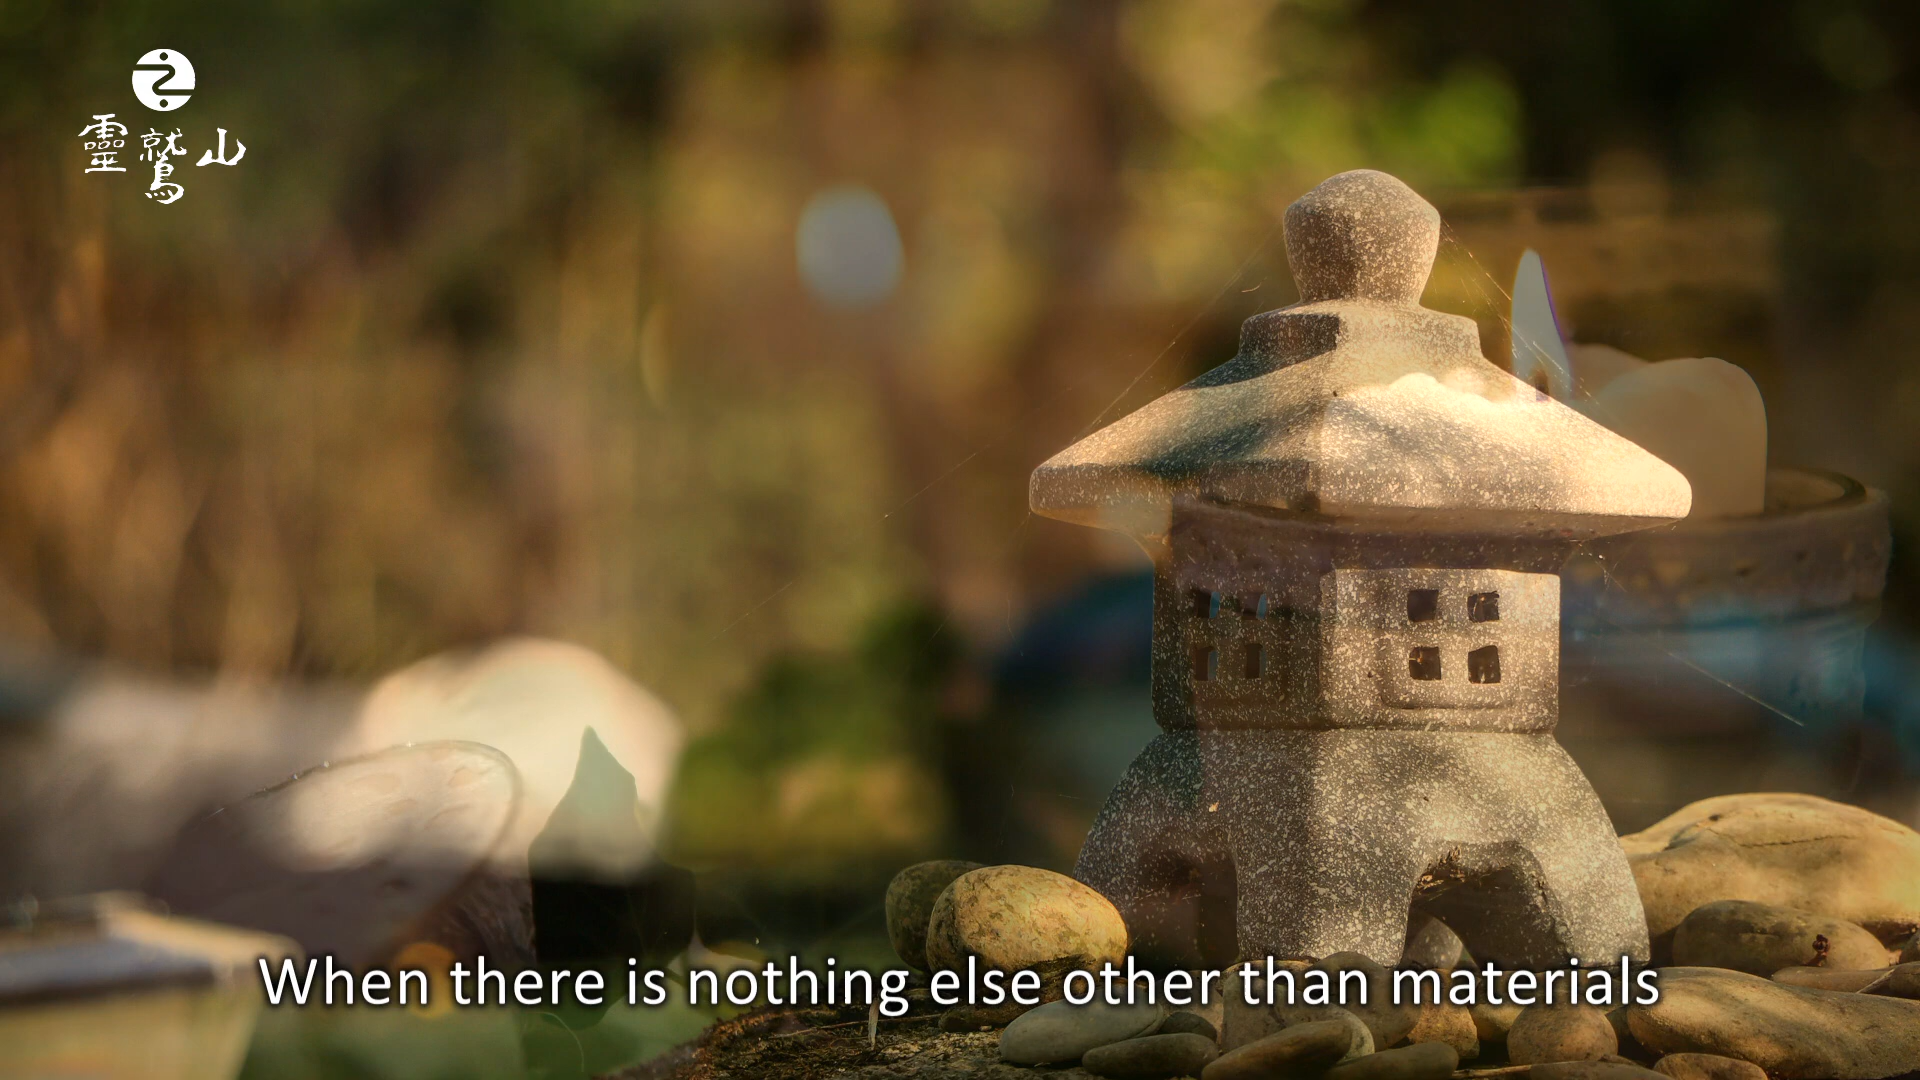 靈鷲山
When there is nothing else other than materials